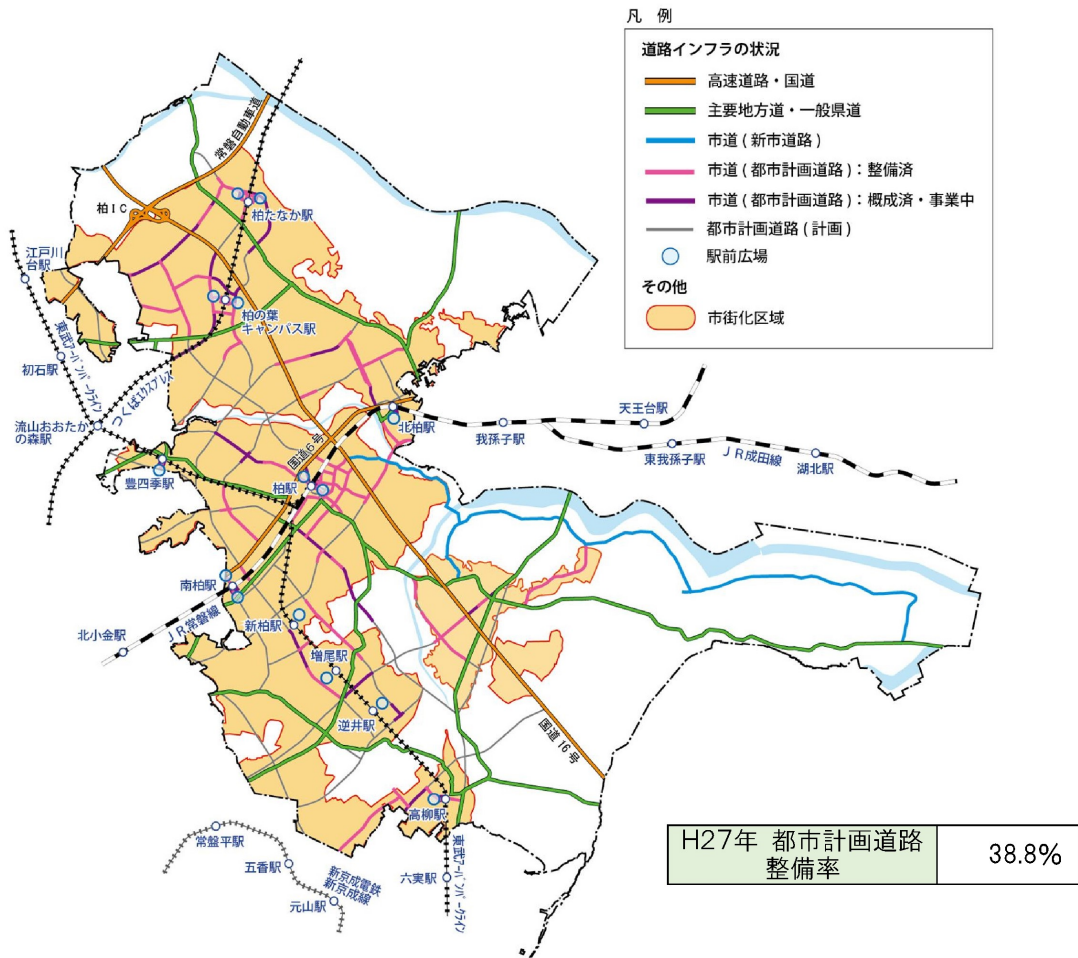 凡 例
道路インフラの状況
高速道路・国道
主要地方道・一般県道
市道(新市道路)
市道(都市計画道路):整備済
市道(都市計画道路):概成済・事業中
都市計画道路(計画)
駅前広場
その他
市街化区域
常磐自動車道
柏IC
柏たなか駅
江戸川
台駅
柏の葉
キャンパス駅
東武アーバンパークライン
初石駅
つくばエクスプレス
流山おおたか
の森駅
国道6号
北柏駅
我孫子駅
天王台駅
東我孫子駅
JR成田線
湖北駅
豊四季駅
柏駅
南柏駅
JR常磐線
北小金駅
新柏駅
増尾駅
逆井駅
国道16号
高柳駅
東武アーバンパークライン
六実駅
常盤平駅
五香駅
新京成電鉄
新京成線
元山駅
H27年 都市計画道路
整備率
38.8%